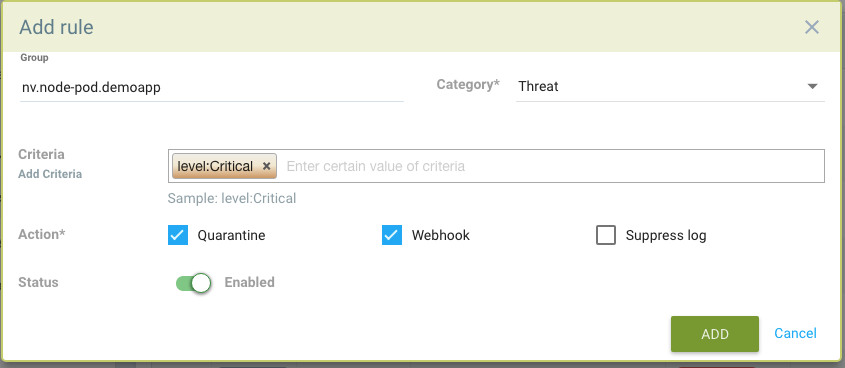 Add rule
Group
nv.node-pod.demoapp
Category*
Threat
Criteria
Add Criteria
level:Critical
Enter certain value of criteria
Sample: level:Critical
Action*
Quarantine
Webhook
Suppress log
Status
Enabled
ADD
Cancel